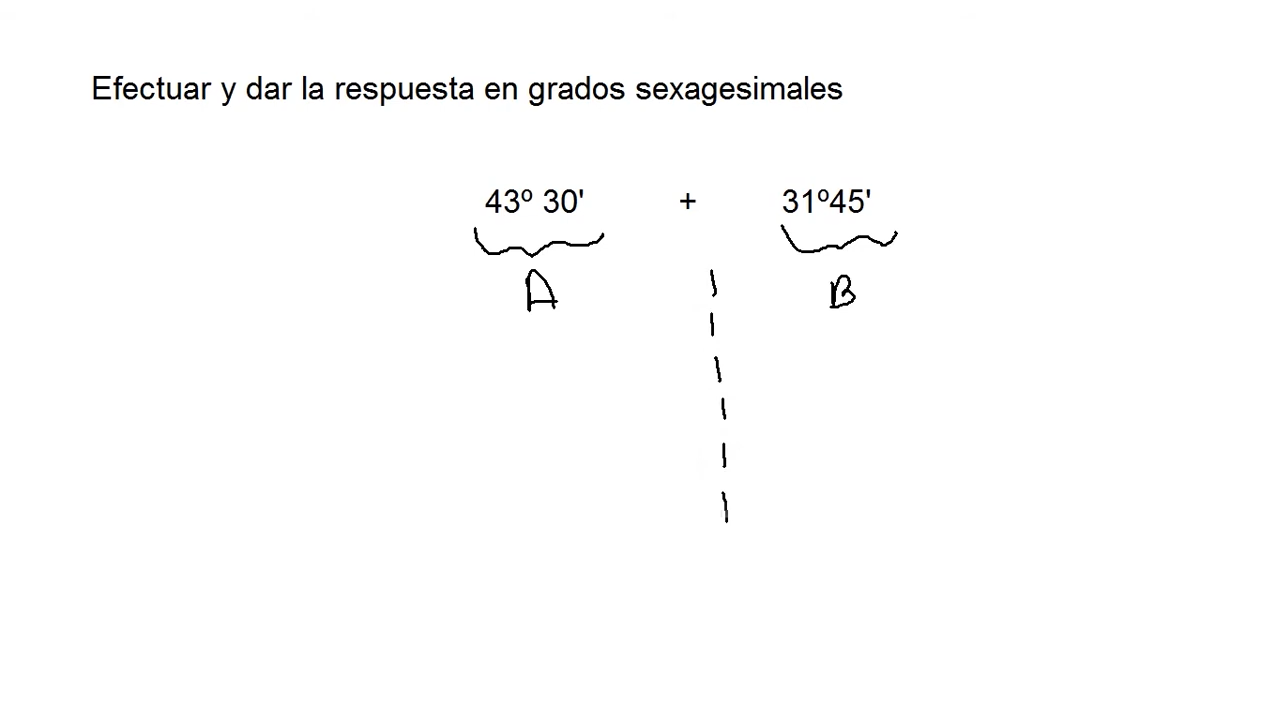 Efectuar y dar la respuesta en grados sexagesimales
43º 30' + 31º45'
A B